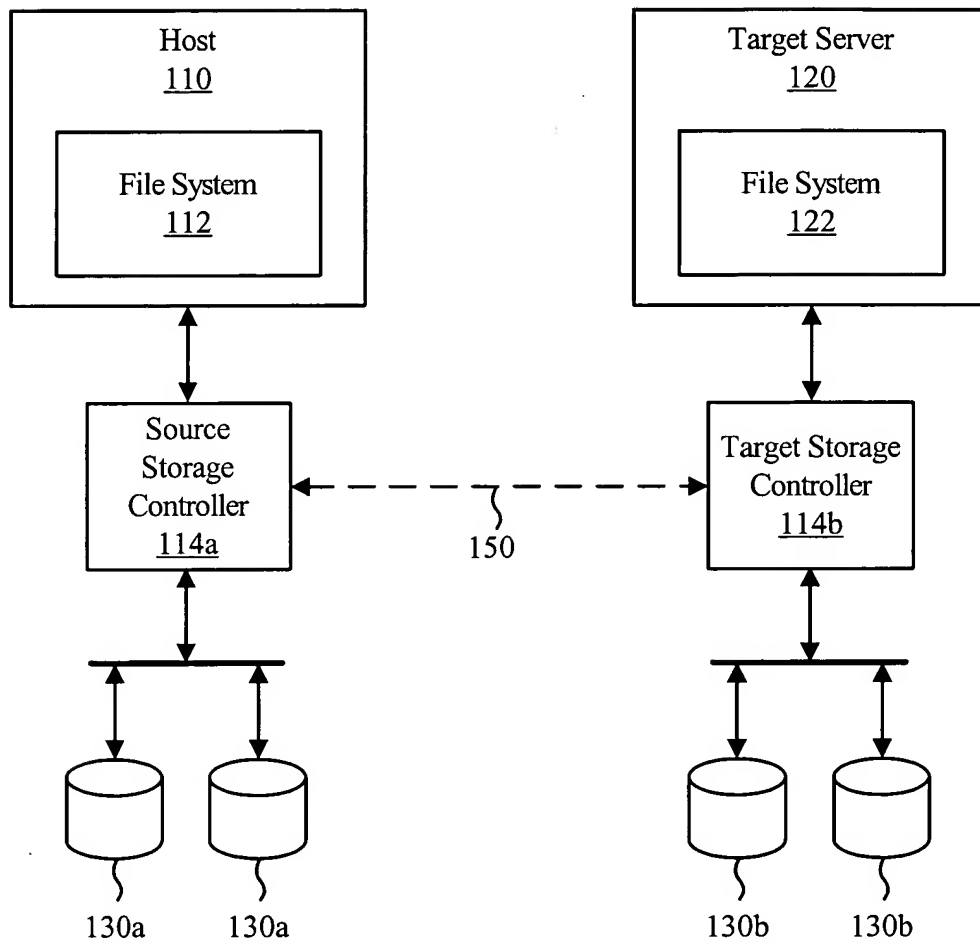 Host
110
File System
112
Target Server
120
File System
122
Source
Storage
Controller
114a
150
Target Storage
Controller
114b
130a
130a
130b
130b